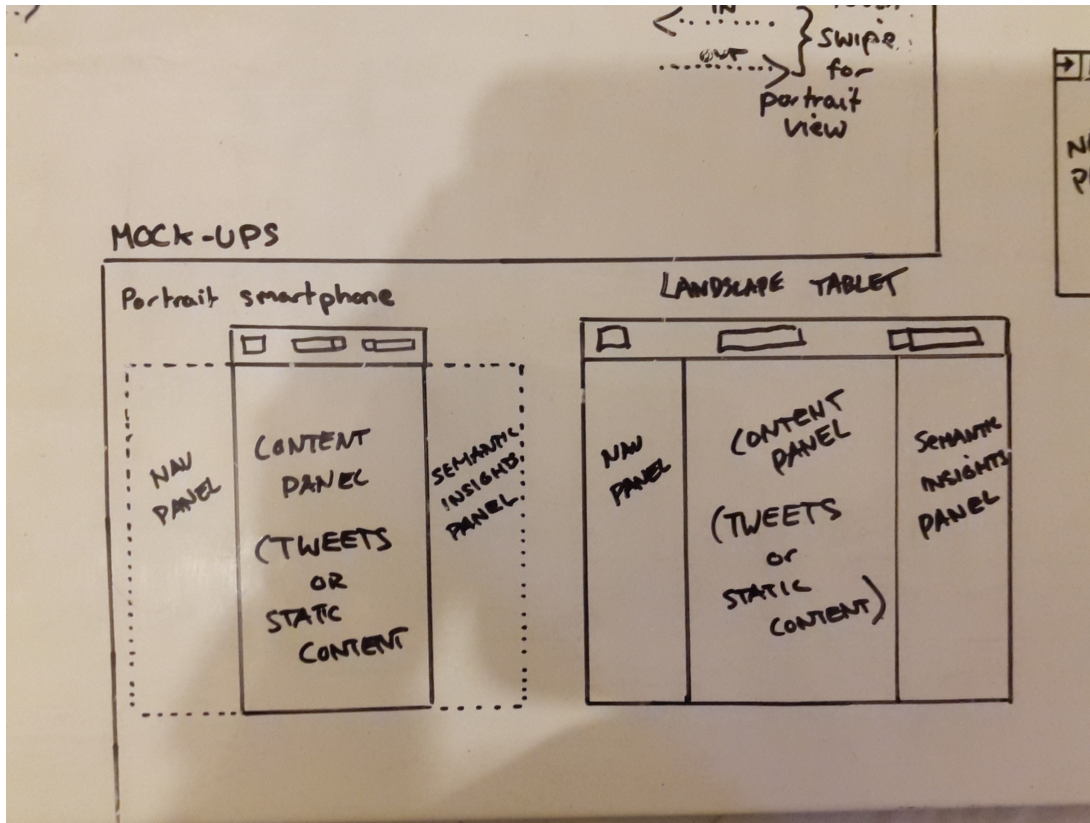 IN
OUT
swipe
for
portrait
view
MOCK-UPS
Portrait smartphone
NAV
PANEL
CONTENT
PANEL
(TWEETS
OR
STATIC
CONTENT
SEMANTIC
INSIGHTS
PANEL
LANDSCAPE TABLET
NAV
PANEL
CONTENT
PANEL
(TWEETS
or
STATIC
CONTENT)
SEMANTIC
INSIGHTS
PANEL